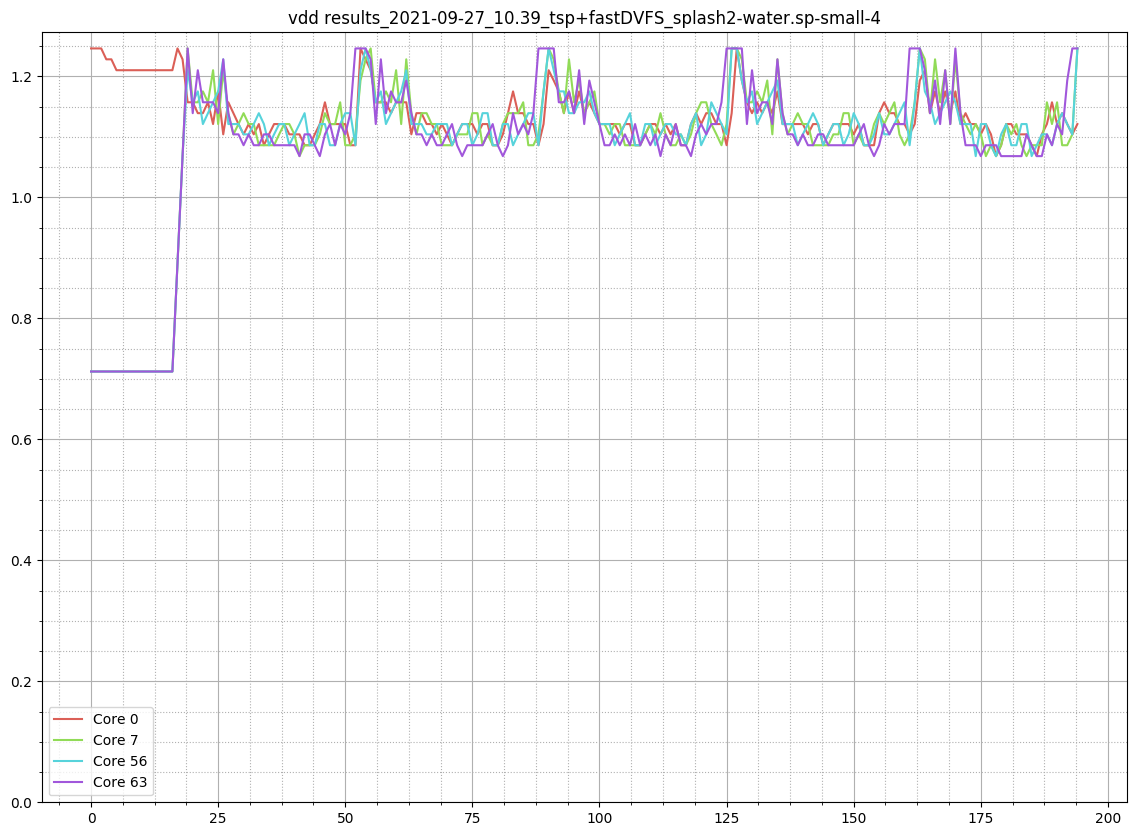 vdd results_2021-09-27_10.39_tsp+fastDVFS_splash2-water.sp-small-4
1.2
1.0
0.8
0.6
0.4
0.2
0.0
Core 0
Core 7
Core 56
Core 63
0 25 50 75 100 125 150 175 200